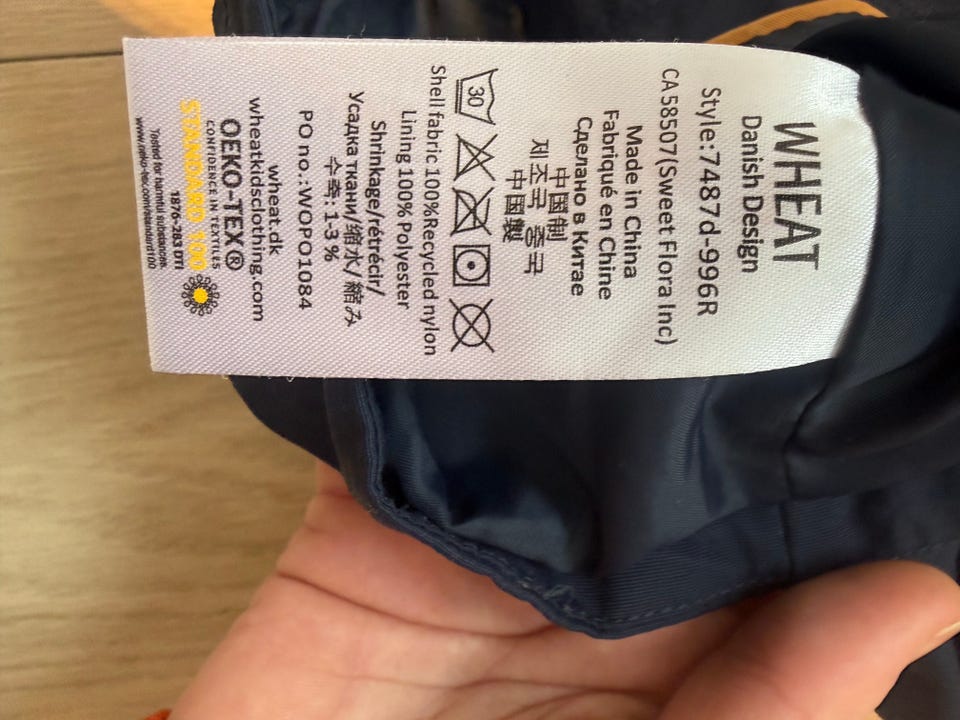 WHEAT
Danish Design
Style:7487d-996R
CA58507(Sweet Flora Inc)
Made in China
Fabriqué en Chine
Сделано в Китае
中国制
제조국 중국
中国製
30
Shell fabric 100%Recycled nylon
Lining 100% Polyester
Shrinkage/rétrécir/
Усадка ткани/缩水/縮み
수축: 1-3%
PO no.:WOPO1084
wheat.dk
wheatkidsclothing.com
OEKO-TEX®
CONFIDENCE IN TEXTILES
STANDARD 100
1876-283 DTI
Tested for harmful substances.
www.oeko-tex.com/standard100